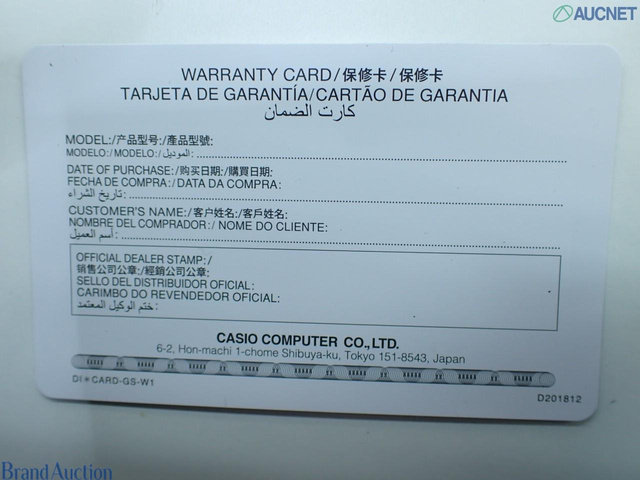 AUCNET
WARRANTY CARD/保修卡/保修卡
TARJETA DE GARANTÍA/CARTÃO DE GARANTIA
كارت الضمان
MODEL:/产品型号:/產品型號:
MODELO:/MODELO:/الموديل:
DATE OF PURCHASE:/购买日期:/購買日期:
FECHA DE COMPRA:/DATA DA COMPRA:
تاريخ الشراء:
CUSTOMER'S NAME:/客户姓名:/客戶姓名:
NOMBRE DEL COMPRADOR:/ NOME DO CLIENTE:
أسم العميل:
OFFICIAL DEALER STAMP:/
销售公司公章:/經銷公司公章:
SELLO DEL DISTRIBUIDOR OFICIAL:
CARIMBO DO REVENDEDOR OFICIAL:
ختم الوكيل المعتمد:
CASIO COMPUTER CO.,LTD.
6-2, Hon-machi 1-chome Shibuya-ku, Tokyo 151-8543, Japan
DI＊CARD-GS-W1
D201812
Brand Auction